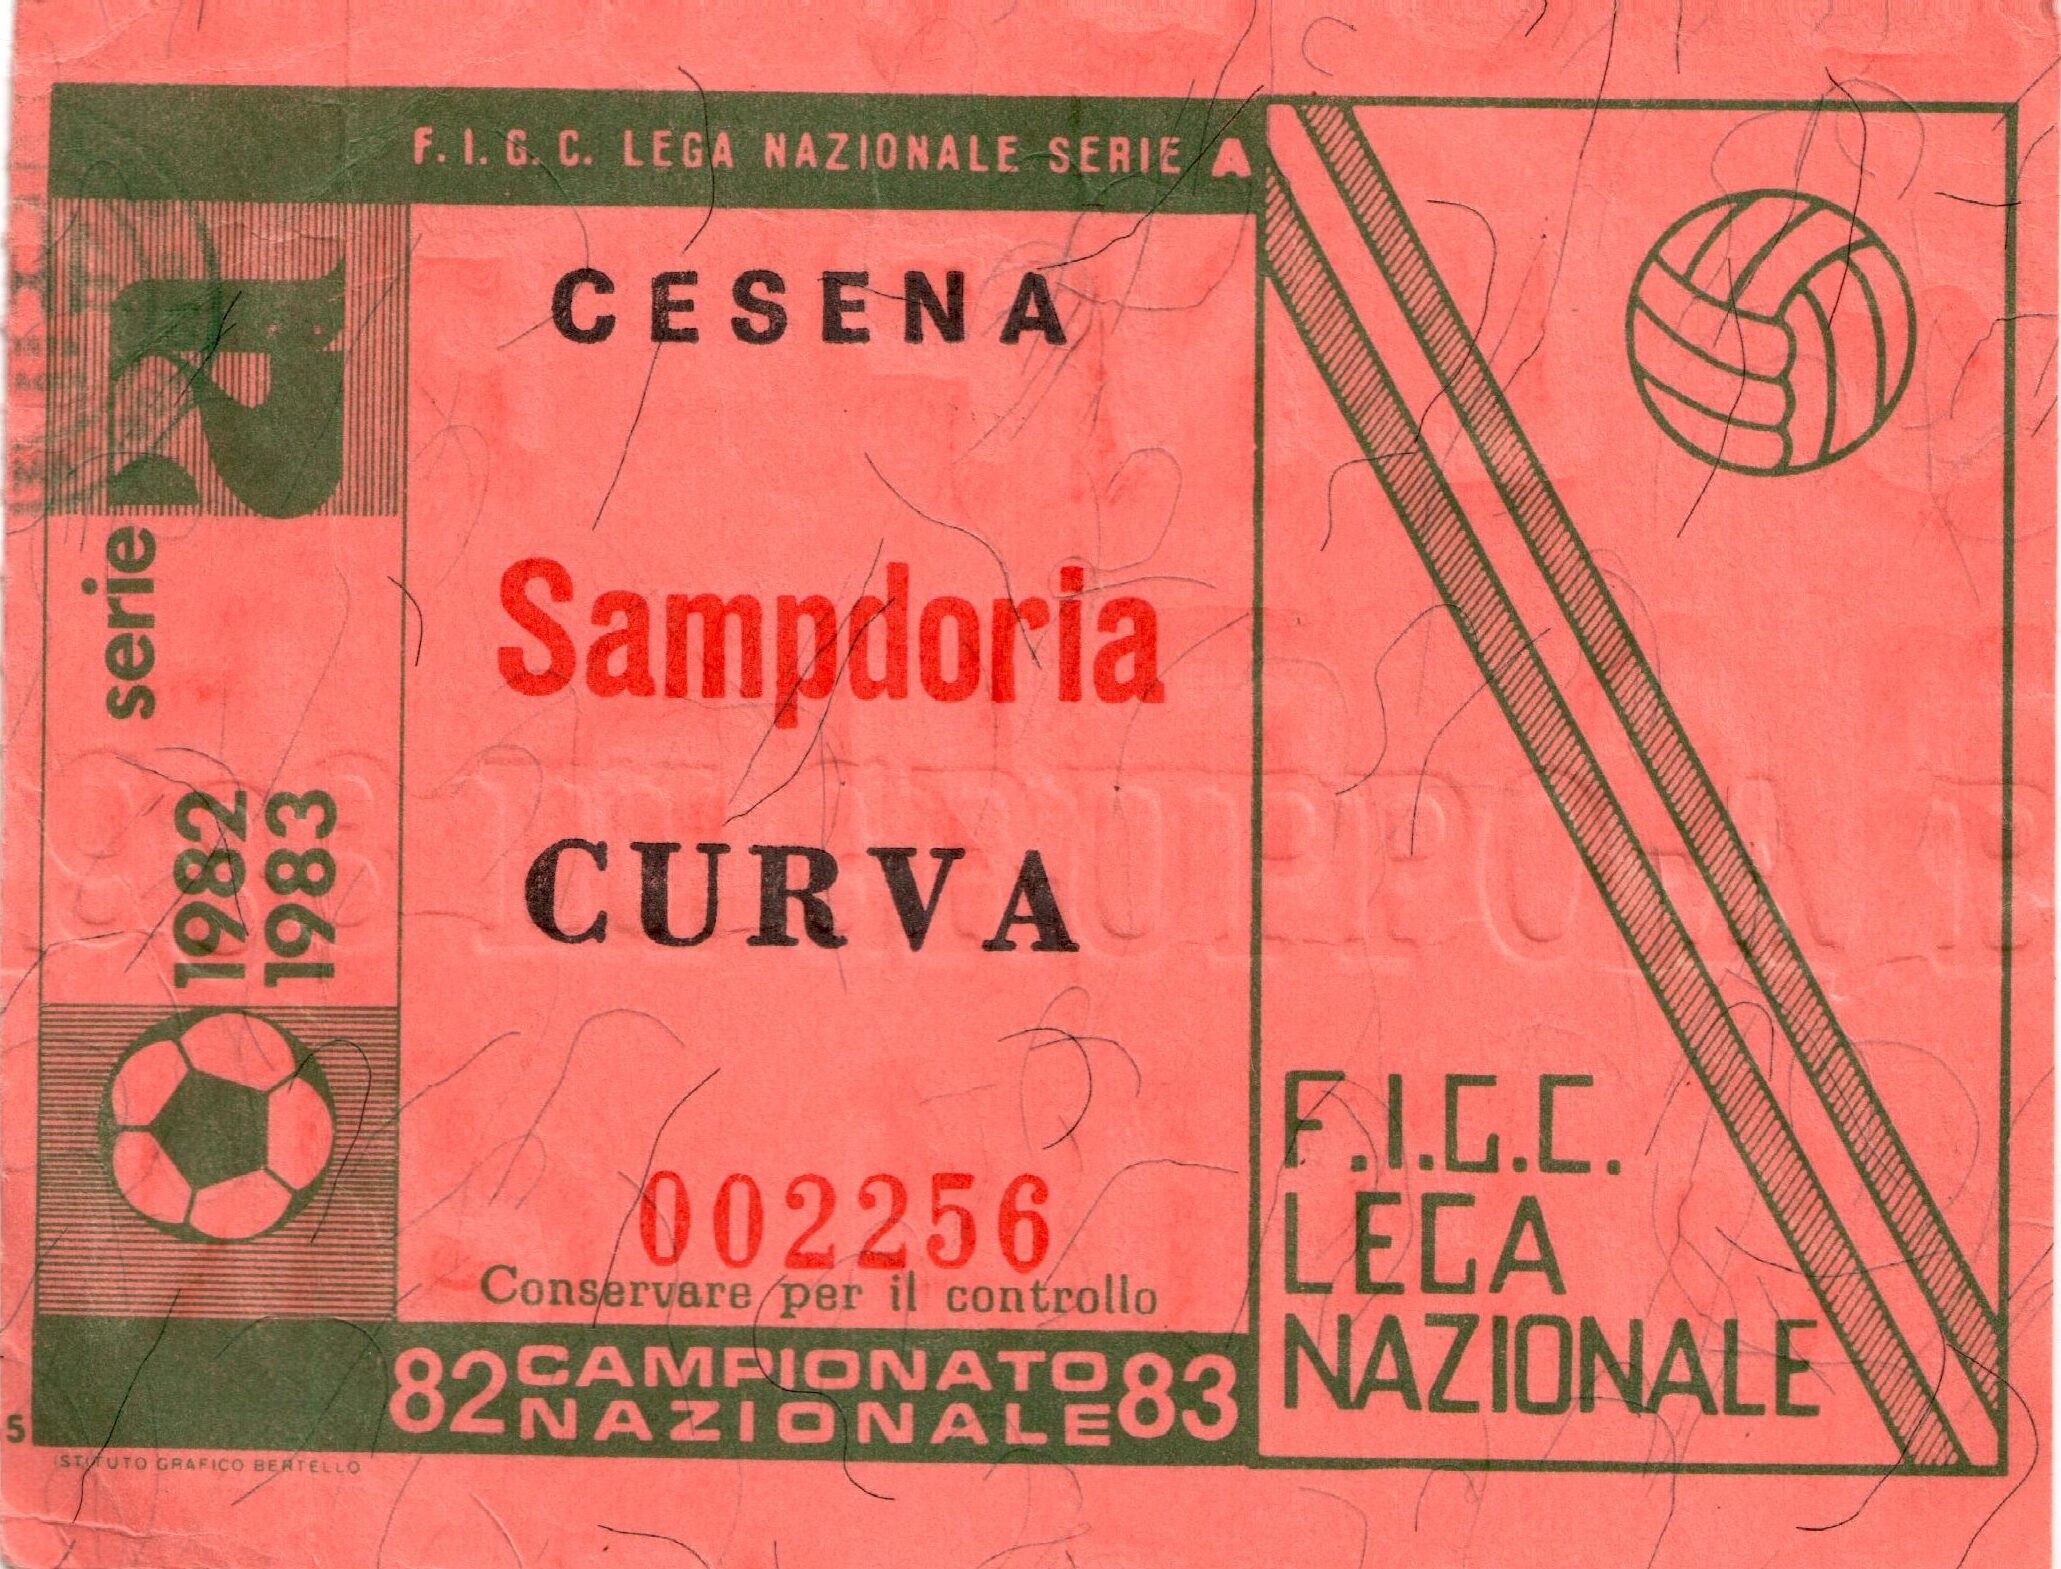 F. I. G. C. LEGA NAZIONALE SERIE A
serie A
1982
1983
CESENA
Sampdoria
CURVA
002256
Conservare per il controllo
82 CAMPIONATO NAZIONALE 83
F.I.G.C.
LEGA
NAZIONALE
5
ISTITUTO GRAFICO BERTELLO